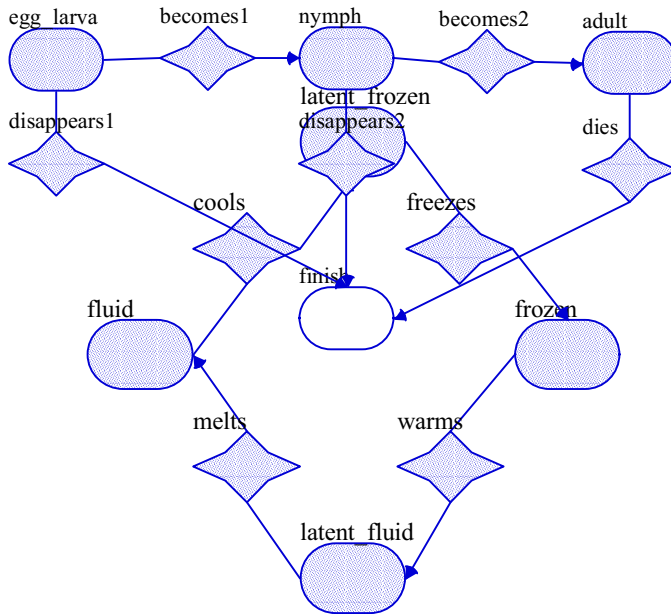 egg_larva
becomes1
nymph
becomes2
adult
latent_frozen
disappears1
disappears2
dies
cools
freezes
finish
fluid
frozen
melts
warms
latent_fluid